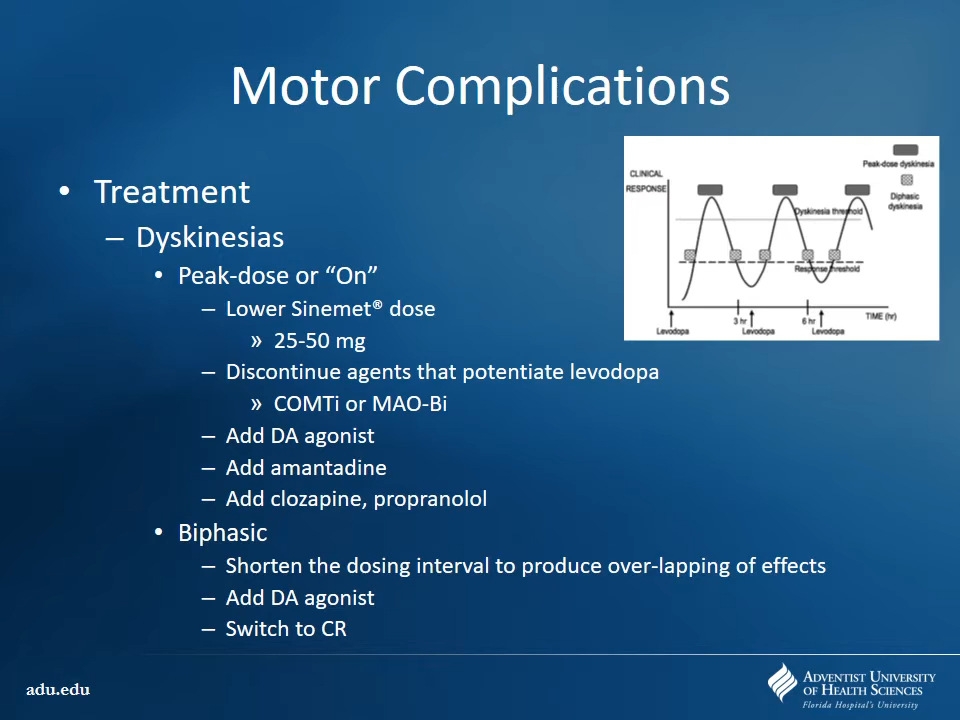 Motor Complications
• Treatment
– Dyskinesias
• Peak-dose or “On”
– Lower Sinemet® dose
» 25-50 mg
– Discontinue agents that potentiate levodopa
» COMTi or MAO-Bi
– Add DA agonist
– Add amantadine
– Add clozapine, propranolol
• Biphasic
– Shorten the dosing interval to produce over-lapping of effects
– Add DA agonist
– Switch to CR
CLINICAL
RESPONSE
Peak-dose dyskinesia
Diphasic
dyskinesia
Dyskinesia threshold
Response threshold
3 hr
6 hr
TIME (hr)
Levodopa
Levodopa
Levodopa
adu.edu
ADVENTIST UNIVERSITY
OF HEALTH SCIENCES
Florida Hospital's University